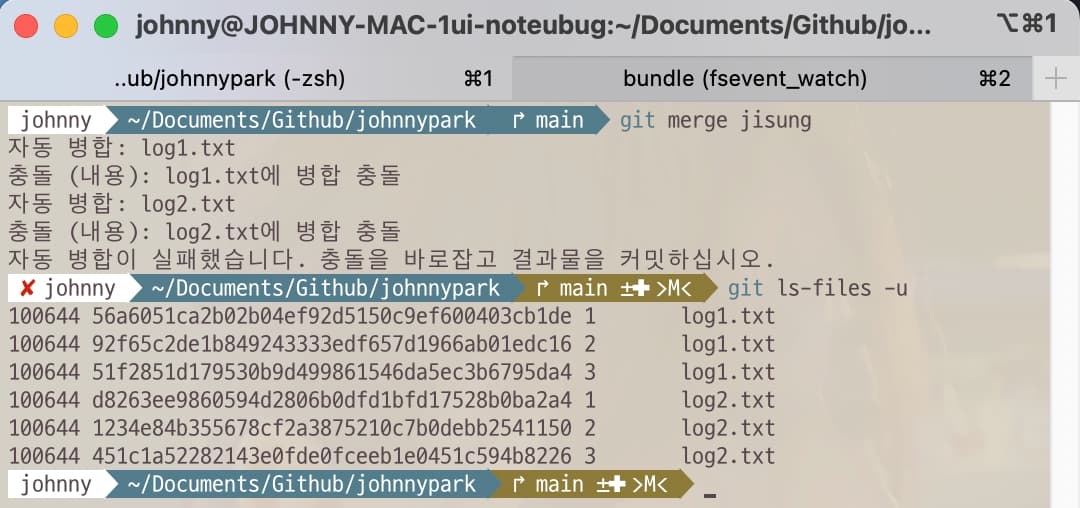 johnny@JOHNNY-MAC-1ui-noteubug:~/Documents/Github/jo... ⌥⌘1
..ub/johnnypark (-zsh) ⌘1 bundle (fsevent_watch) ⌘2 +
johnny ~/Documents/Github/johnnypark ↱ main git merge jisung
자동 병합: log1.txt
충돌 (내용): log1.txt에 병합 충돌
자동 병합: log2.txt
충돌 (내용): log2.txt에 병합 충돌
자동 병합이 실패했습니다. 충돌을 바로잡고 결과물을 커밋하십시오.
✘ johnny ~/Documents/Github/johnnypark ↱ main ±✚ >M< git ls-files -u
100644 56a6051ca2b02b04ef92d5150c9ef600403cb1de 1 log1.txt
100644 92f65c2de1b849243333edf657d1966ab01edc16 2 log1.txt
100644 51f2851d179530b9d499861546da5ec3b6795da4 3 log1.txt
100644 d8263ee9860594d2806b0dfd1bfd17528b0ba2a4 1 log2.txt
100644 1234e84b355678cf2a3875210c7b0debb2541150 2 log2.txt
100644 451c1a52282143e0fde0fceeb1e0451c594b8226 3 log2.txt
johnny ~/Documents/Github/johnnypark ↱ main ±✚ >M< _